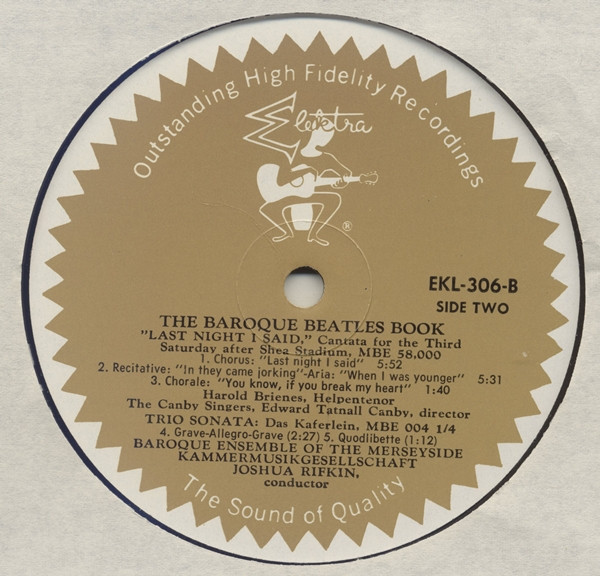 Outstanding High Fidelity Recordings
Elektra
®
EKL-306-B
SIDE TWO
THE BAROQUE BEATLES BOOK
"LAST NIGHT I SAID," Cantata for the Third
Saturday after Shea Stadium, MBE 58,000
1. Chorus: "Last night I said" 5:52
2. Recitative: "In they came jorking"-Aria: "When I was younger" 5:31
3. Chorale: "You know, if you break my heart" 1:40
Harold Brienes, Helpentenor
The Canby Singers, Edward Tatnall Canby, director
TRIO SONATA: Das Kaferlein, MBE 004 1/4
4. Grave-Allegro-Grave (2:27) 5. Quodlibette (1:12)
BAROQUE ENSEMBLE OF THE MERSEYSIDE
KAMMERMUSIKGESELLSCHAFT
JOSHUA RIFKIN,
conductor
The Sound of Quality